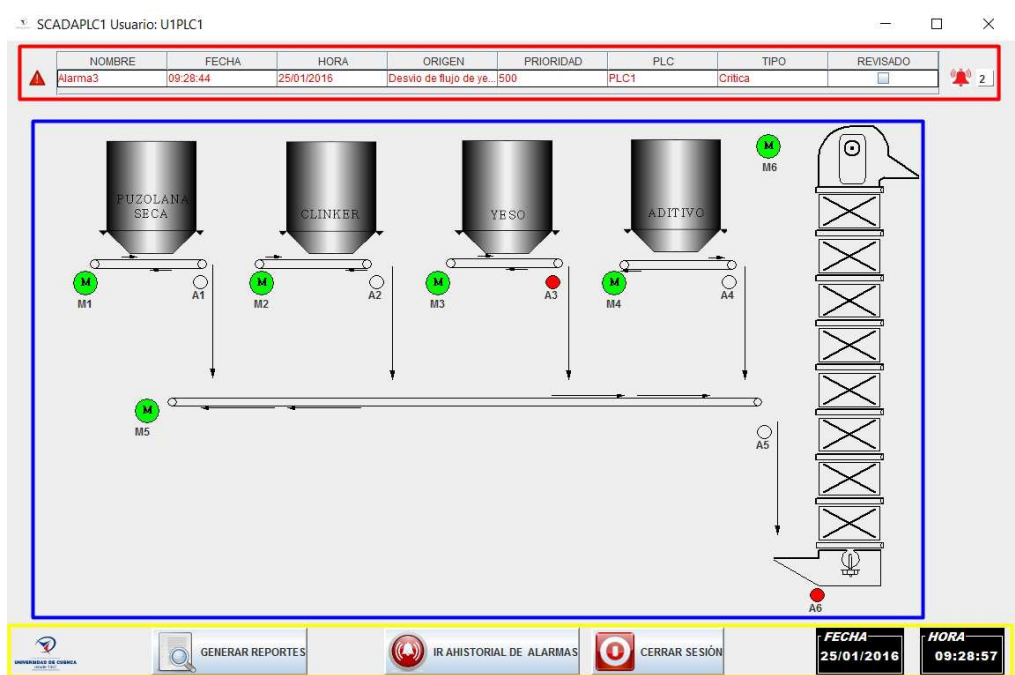 SCADAPLC1 Usuario: U1PLC1
NOMBRE FECHA HORA ORIGEN PRIORIDAD PLC TIPO REVISADO
Alarma3 09:28:44 25/01/2016 Desvio de flujo de ye... 500 PLC1 Critica
2
PUZOLANA
SECA
CLINKER
YESO
ADITIVO
M
M6
M
M1
A1
M
M2
A2
M
M3
A3
M
M4
A4
M
M5
A5
A6
UNIVERSIDAD DE CUENCA
GENERAR REPORTES
IR AHISTORIAL DE ALARMAS
CERRAR SESIÓN
FECHA
25/01/2016
HORA
09:28:57